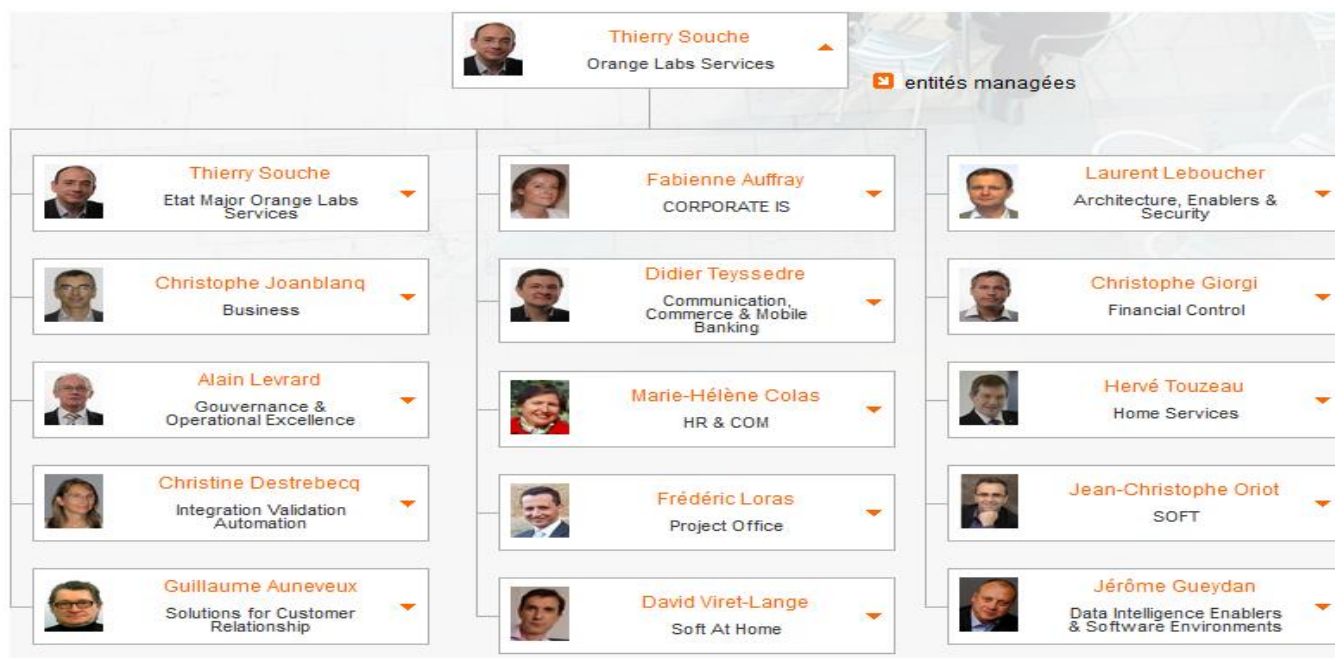 Thierry Souche
Orange Labs Services
entités managées
Thierry Souche
Etat Major Orange Labs
Services
Fabienne Auffray
CORPORATE IS
Laurent Leboucher
Architecture, Enablers &
Security
Christophe Joanblanq
Business
Didier Teyssedre
Communication,
Commerce & Mobile
Banking
Christophe Giorgi
Financial Control
Alain Levrard
Gouvernance &
Operational Excellence
Marie-Hélène Colas
HR & COM
Hervé Touzeau
Home Services
Christine Destrebecq
Integration Validation
Automation
Frédéric Loras
Project Office
Jean-Christophe Oriot
SOFT
Guillaume Auneveux
Solutions for Customer
Relationship
David Viret-Lange
Soft At Home
Jérôme Gueydan
Data Intelligence Enablers
& Software Environments